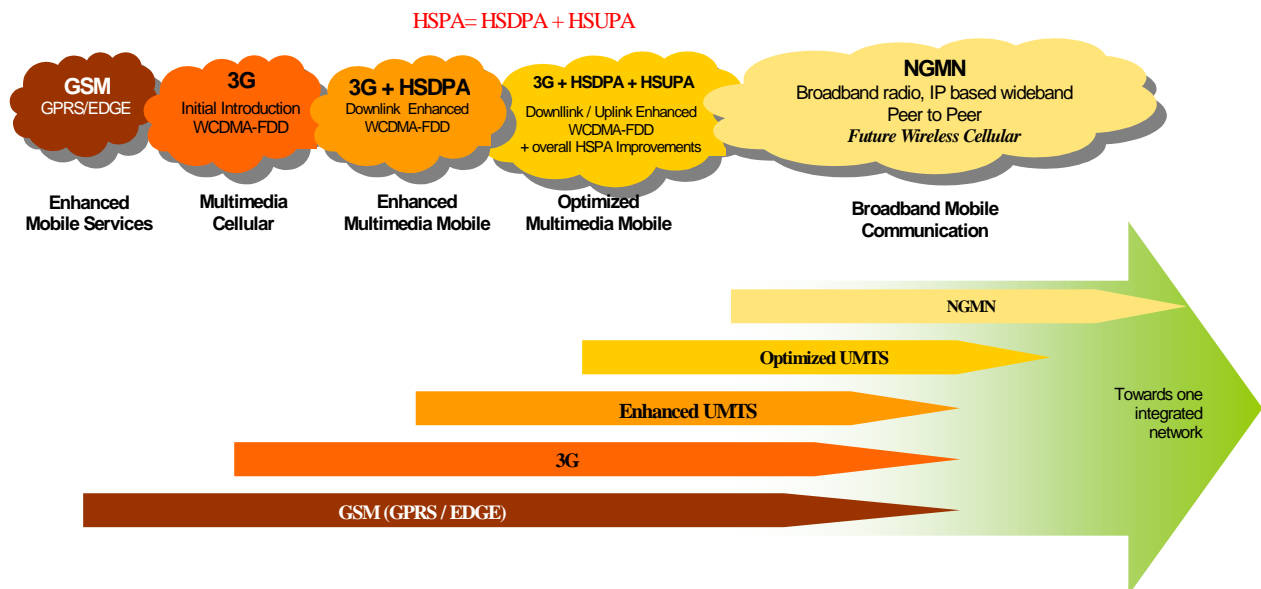 HSPA= HSDPA + HSUPA
GSM
GPRS/EDGE
3G
Initial Introduction
WCDMA-FDD
3G + HSDPA
Downlink Enhanced
WCDMA-FDD
3G + HSDPA + HSUPA
Downllink / Uplink Enhanced
WCDMA-FDD
+ overall HSPA Improvements
NGMN
Broadband radio, IP based wideband
Peer to Peer
Future Wireless Cellular
Enhanced
Mobile Services
Multimedia
Cellular
Enhanced
Multimedia Mobile
Optimized
Multimedia Mobile
Broadband Mobile
Communication
NGMN
Optimized UMTS
Enhanced UMTS
3G
GSM (GPRS / EDGE)
Towards one
integrated
network